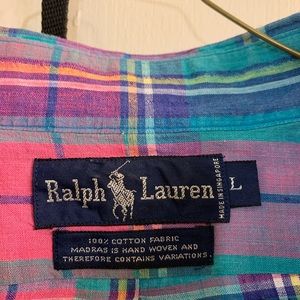 Ralph Lauren
MADE IN SINGAPORE
L
100% COTTON FABRIC
MADRAS IS HAND WOVEN AND
THEREFORE CONTAINS VARIATIONS.